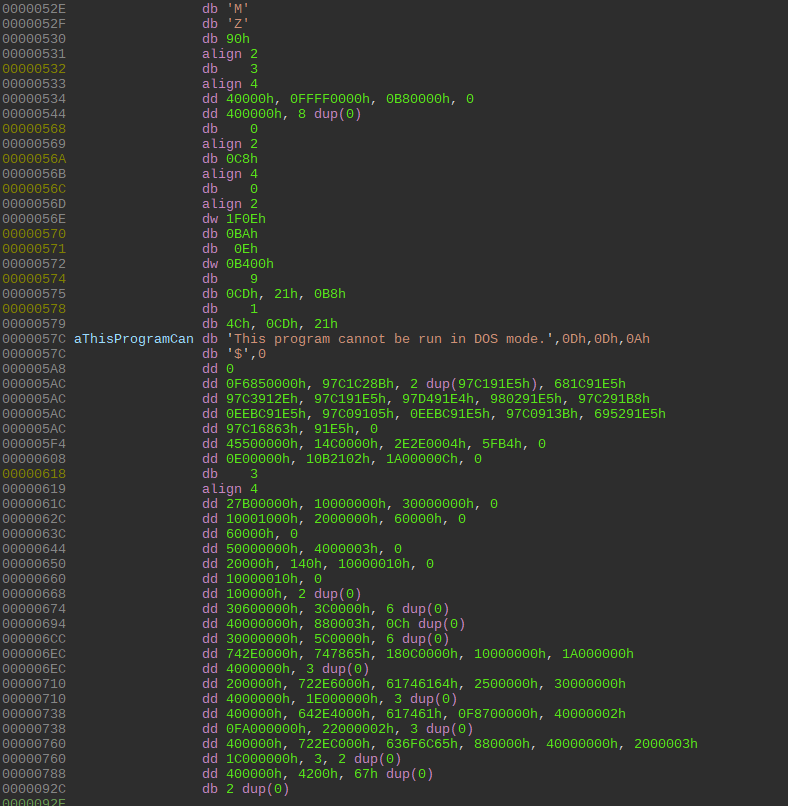 0000052E db 'M'
0000052F db 'Z'
00000530 db 90h
00000531 align 2
00000532 db 3
00000533 align 4
00000534 dd 40000h, 0FFFF0000h, 0B80000h, 0
00000544 dd 400000h, 8 dup(0)
00000568 db 0
00000569 align 2
0000056A db 0C8h
0000056B align 4
0000056C db 0
0000056D align 2
0000056E dw 1F0Eh
00000570 db 0BAh
00000571 db 0Eh
00000572 dw 0B400h
00000574 db 9
00000575 db 0CDh, 21h, 0B8h
00000578 db 1
00000579 db 4Ch, 0CDh, 21h
0000057C aThisProgramCan db 'This program cannot be run in DOS mode.',0Dh,0Dh,0Ah
0000057C db '$',0
000005A8 dd 0
000005AC dd 0F6850000h, 97C1C28Bh, 2 dup(97C191E5h), 681C91E5h
000005AC dd 97C3912Eh, 97C191E5h, 97D491E4h, 980291E5h, 97C291B8h
000005AC dd 0EEBC91E5h, 97C09105h, 0EEBC91E5h, 97C0913Bh, 695291E5h
000005AC dd 97C16863h, 91E5h, 0
000005F4 dd 45500000h, 14C0000h, 2E2E0004h, 5FB4h, 0
00000608 dd 0E00000h, 10B2102h, 1A00000Ch, 0
00000618 db 3
00000619 align 4
0000061C dd 27B00000h, 10000000h, 30000000h, 0
0000062C dd 10001000h, 2000000h, 60000h, 0
0000063C dd 60000h, 0
00000644 dd 50000000h, 4000003h, 0
00000650 dd 20000h, 140h, 10000010h, 0
00000660 dd 10000010h, 0
00000668 dd 100000h, 2 dup(0)
00000674 dd 30600000h, 3C0000h, 6 dup(0)
00000694 dd 40000000h, 880003h, 0Ch dup(0)
000006CC dd 30000000h, 5C0000h, 6 dup(0)
000006EC dd 742E0000h, 747865h, 180C0000h, 10000000h, 1A000000h
000006EC dd 4000000h, 3 dup(0)
00000710 dd 200000h, 722E6000h, 61746164h, 2500000h, 30000000h
00000710 dd 4000000h, 1E000000h, 3 dup(0)
00000738 dd 400000h, 642E4000h, 617461h, 0F8700000h, 40000002h
00000738 dd 0FA000000h, 22000002h, 3 dup(0)
00000760 dd 400000h, 722EC000h, 636F6C65h, 880000h, 40000000h, 2000003h
00000760 dd 1C000000h, 3, 2 dup(0)
00000788 dd 400000h, 4200h, 67h dup(0)
0000092C db 2 dup(0)